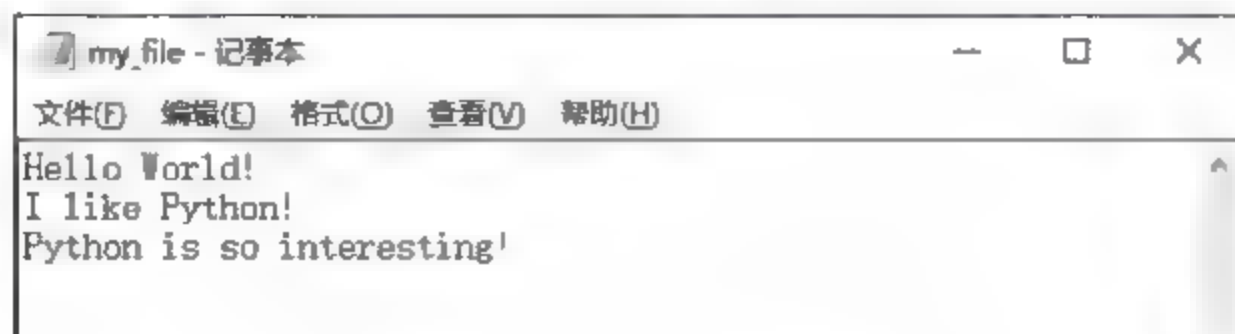 my_file - 记事本
文件(F) 编辑(E) 格式(O) 查看(V) 帮助(H)
Hello World!
I like Python!
Python is so interesting!